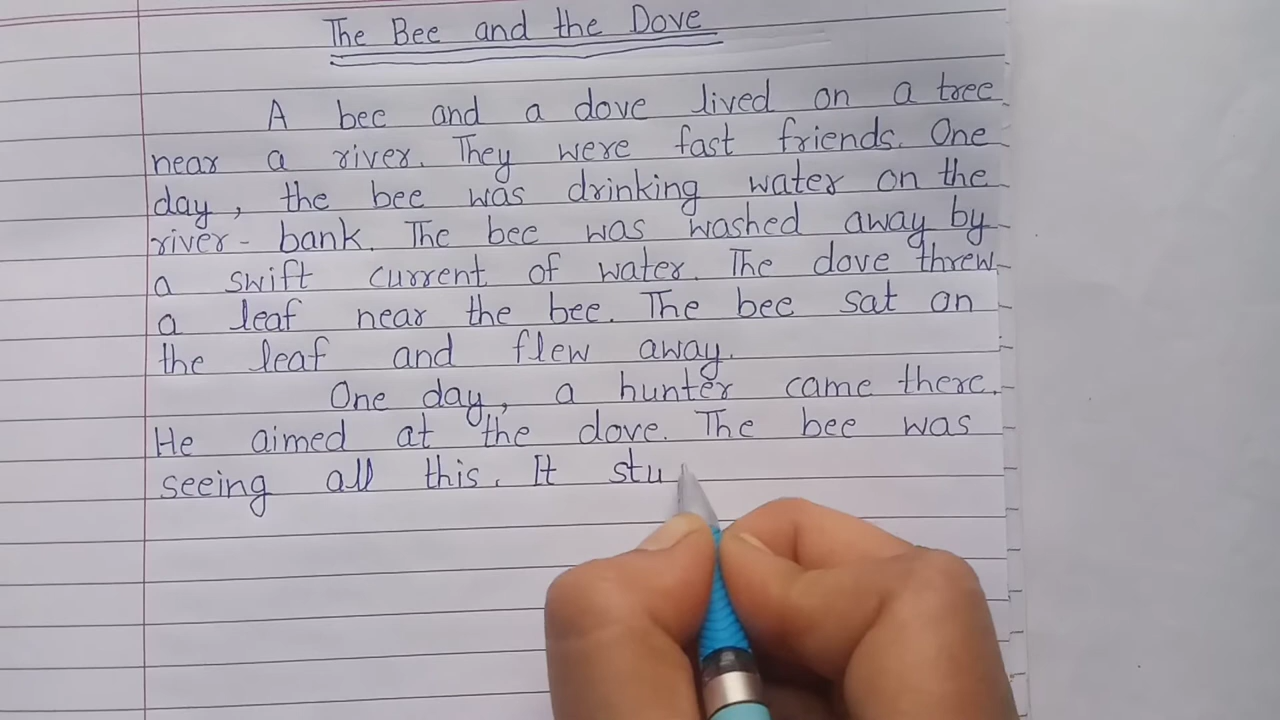 The Bee and the Dove
A bee and a dove lived on a tree
near a river. They were fast friends. One
day, the bee was drinking water on the
river - bank. The bee was washed away by
a swift current of water. The dove threw
a leaf near the bee. The bee sat on
the leaf and flew away.
One day, a hunter came there.
He aimed at the dove. The bee was
seeing all this. It stu